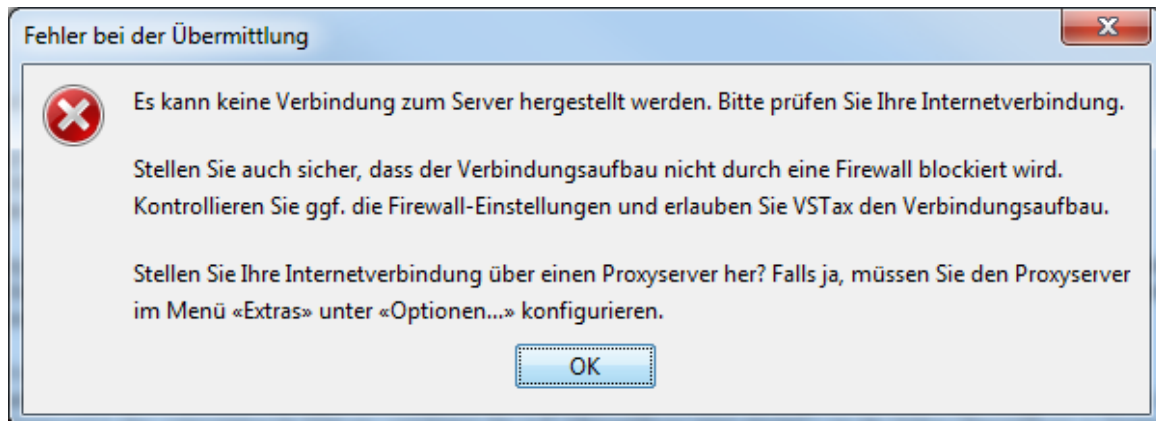 Fehler bei der Übermittlung
Es kann keine Verbindung zum Server hergestellt werden. Bitte prüfen Sie Ihre Internetverbindung.
Stellen Sie auch sicher, dass der Verbindungsaufbau nicht durch eine Firewall blockiert wird.
Kontrollieren Sie ggf. die Firewall-Einstellungen und erlauben Sie VSTax den Verbindungsaufbau.
Stellen Sie Ihre Internetverbindung über einen Proxyserver her? Falls ja, müssen Sie den Proxyserver
im Menü «Extras» unter «Optionen...» konfigurieren.
OK